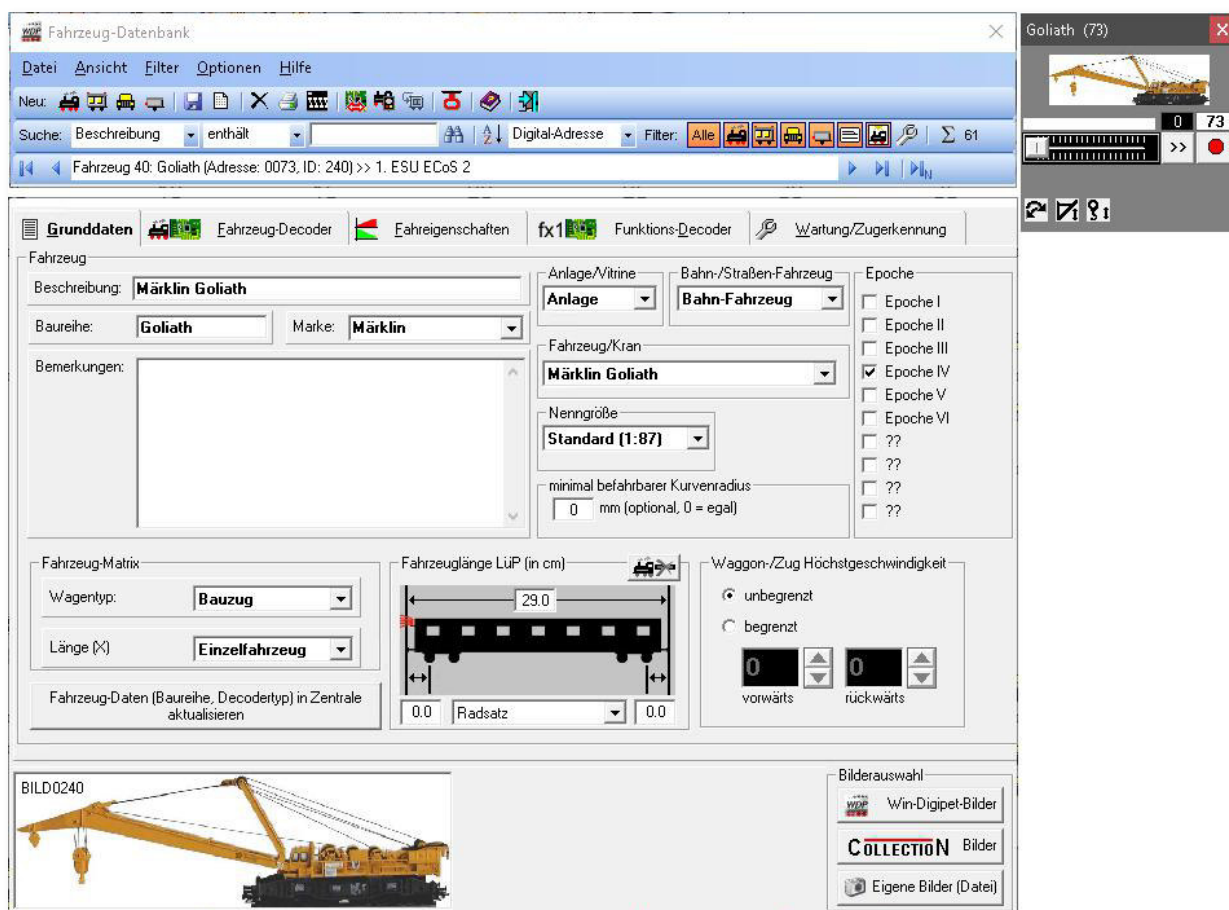 Fahrzeug-Datenbank
Datei Ansicht Filter Optionen Hilfe
Neu:
Suche: Beschreibung enthält Digital-Adresse Filter: Alle Σ 61
Fahrzeug 40: Goliath (Adresse: 0073, ID: 240) >> 1. ESU ECoS 2
Goliath (73)
0 73
>>
Grunddaten Fahrzeug-Decoder Fahreigenschaften fx1 Funktions-Decoder Wartung/Zugerkennung
Fahrzeug
Beschreibung: Märklin Goliath
Baureihe: Goliath Marke: Märklin
Bemerkungen:
Anlage/Vitrine
Anlage
Bahn-/Straßen-Fahrzeug
Bahn-Fahrzeug
Fahrzeug/Kran
Märklin Goliath
Nenngröße
Standard (1:87)
minimal befahrbarer Kurvenradius
0 mm (optional, 0 = egal)
Epoche
Epoche I
Epoche II
Epoche III
Epoche IV
Epoche V
Epoche VI
??
??
??
??
Fahrzeug-Matrix
Wagentyp: Bauzug
Länge (X) Einzelfahrzeug
Fahrzeug-Daten (Baureihe, Decodertyp) in Zentrale
aktualisieren
Fahrzeuglänge LüP (in cm)
29.0
0.0 Radsatz 0.0
Waggon-/Zug Höchstgeschwindigkeit
unbegrenzt
begrenzt
0 0
vorwärts rückwärts
BILD0240
Bilderauswahl
WDP Win-Digipet-Bilder
COLLECTION Bilder
Eigene Bilder (Datei)